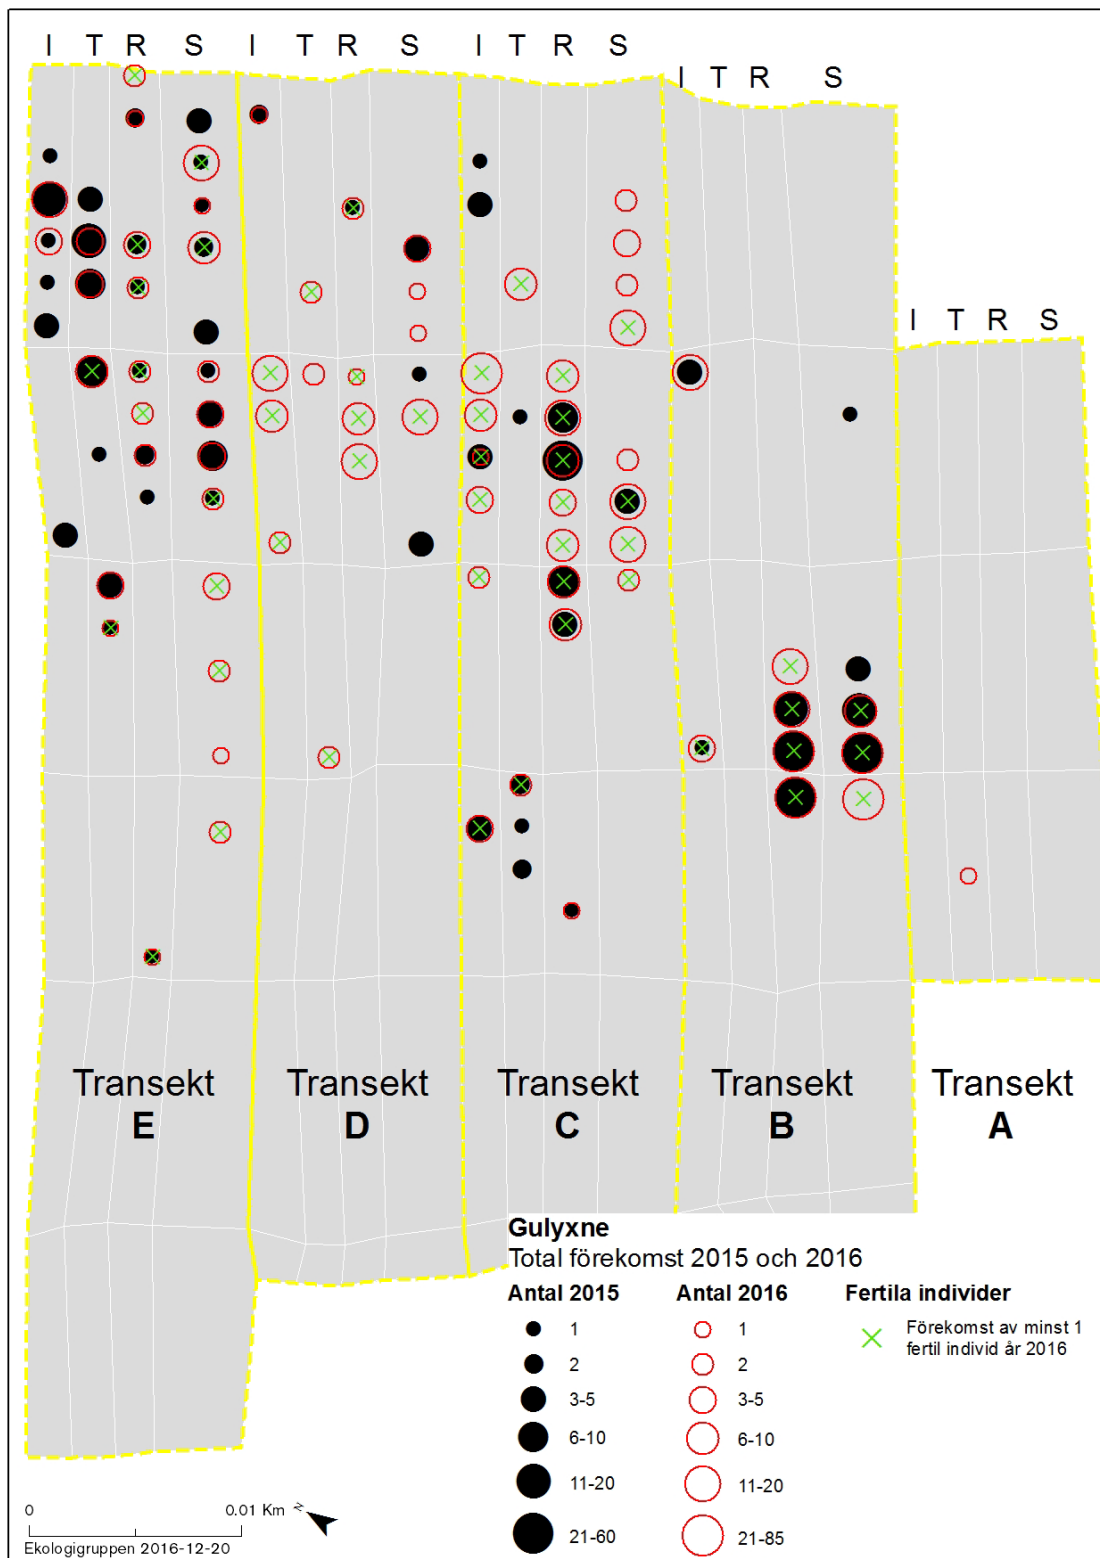 I T R S I T R S I T R S
I T R S
I T R S
Transekt Transekt Transekt Transekt Transekt
E D C B A
Gulyxne
Total förekomst 2015 och 2016
Antal 2015 Antal 2016 Fertila individer
1 1 Förekomst av minst 1
fertil individ år 2016
2 2
3-5 3-5
6-10 6-10
11-20 11-20
21-60 21-85
0 0.01 Km N
Ekologigruppen 2016-12-20